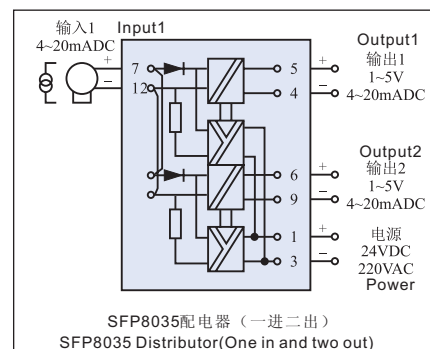 输入1
Input1
4~20mADC
+
−
7
12
5
4
+
−
Output1
输出1
1~5V
4~20mADC
6
9
+
−
Output2
输出2
1~5V
4~20mADC
1
3
+
−
电源
24VDC
220VAC
Power
SFP8035配电器（一进二出）
SFP8035 Distributor(One in and two out)